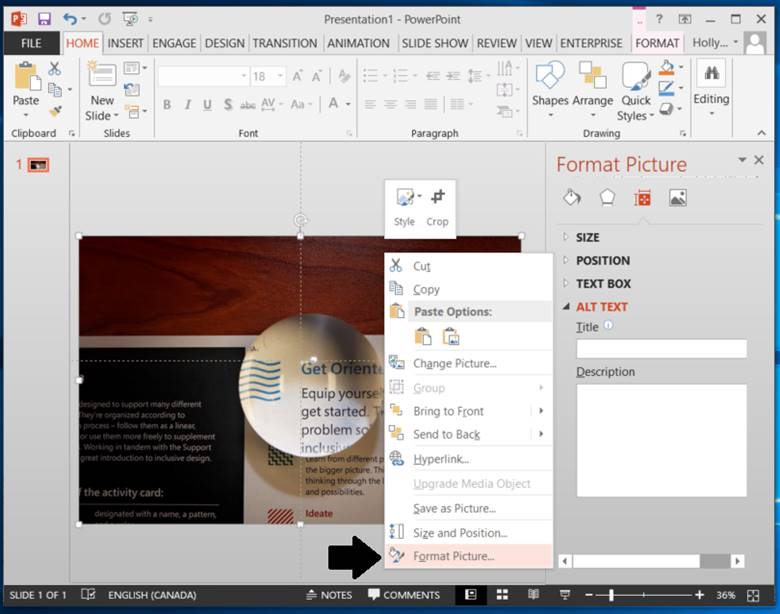 Presentation1 - PowerPoint
FILE HOME INSERT ENGAGE DESIGN TRANSITION ANIMATION SLIDE SHOW REVIEW VIEW ENTERPRISE FORMAT Holly...
Paste
New
Slide
18
B I U S abc AV Aa A
Shapes Arrange Quick
Styles
Editing
Clipboard Slides Font Paragraph Drawing
1
Style Crop
Cut
Copy
Paste Options:
Change Picture...
Group
Bring to Front
Send to Back
Hyperlink...
Upgrade Media Object
Save as Picture...
Size and Position...
Format Picture...
Get Oriente
Equip yourse
get started. T
problem so
inclusiv
Learn from different p
the bigger picture. Thi
thinking through the l
and possibilities.
Ideate
designed to support many different
They're organized according to
process – follow them as a linear,
or use them more freely to supplement
. Working in tandem with the Support
great introduction to inclusive design.
f the activity card:
designated with a name, a pattern,
Format Picture
SIZE
POSITION
TEXT BOX
ALT TEXT
Title
Description
SLIDE 1 OF 1 ENGLISH (CANADA) NOTES COMMENTS 36%